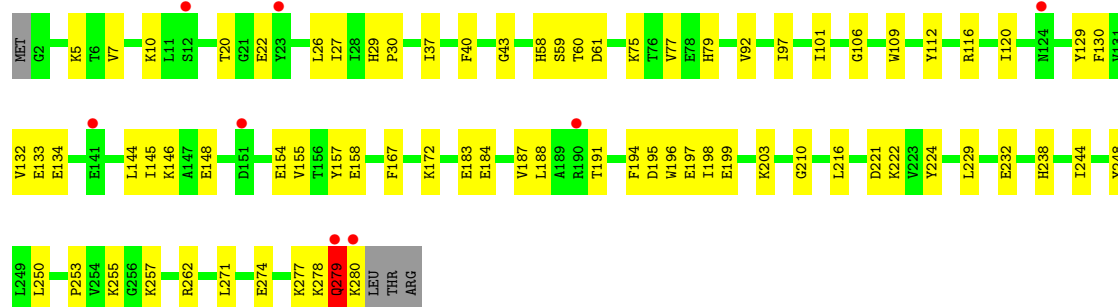 MET G2 K5 T6 V7 K10 L11 S12 T20 G21 E22 Y23 L26 I27 I28 H29 P30 I37 F40 G43 H58 S59 T60 D61 K75 T76 V77 E78 H79 V92 I97 I101 G106 W109 Y112 R116 I120 N124 Y129 F130 V131
V132 E133 E134 E141 L144 I145 K146 A147 E148 D151 E154 V155 T156 Y157 E158 F167 K172 E183 E184 V187 L188 A189 R190 T191 F194 D195 W196 E197 I198 E199 K203 G210 L216 D221 K222 V223 Y224 L229 E232 H238 I244
L249 L250 P253 V254 K255 G256 K257 R262 L271 E274 K277 K278 Q279 K280 LEU THR ARG